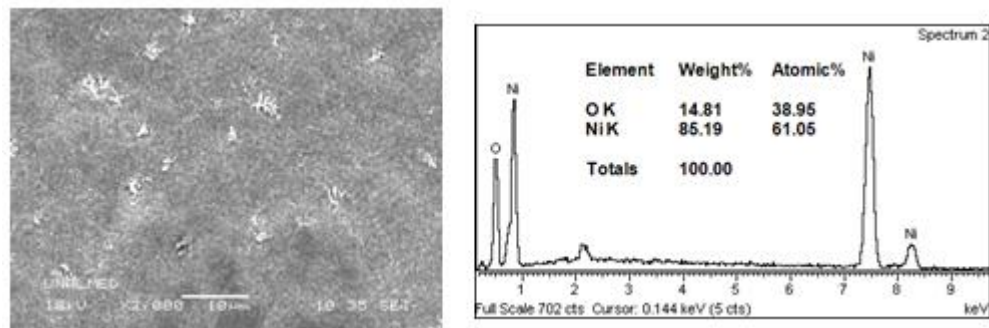 UNALMED
X2,000 10μm 10 35 SEI
Spectrum 2
Element Weight% Atomic%
O K 14.81 38.95
Ni K 85.19 61.05
Totals 100.00
O
Ni
Ni
Ni
1 2 3 4 5 6 7 8 9
Full Scale 702 cts Cursor: 0.144 keV (5 cts) keV